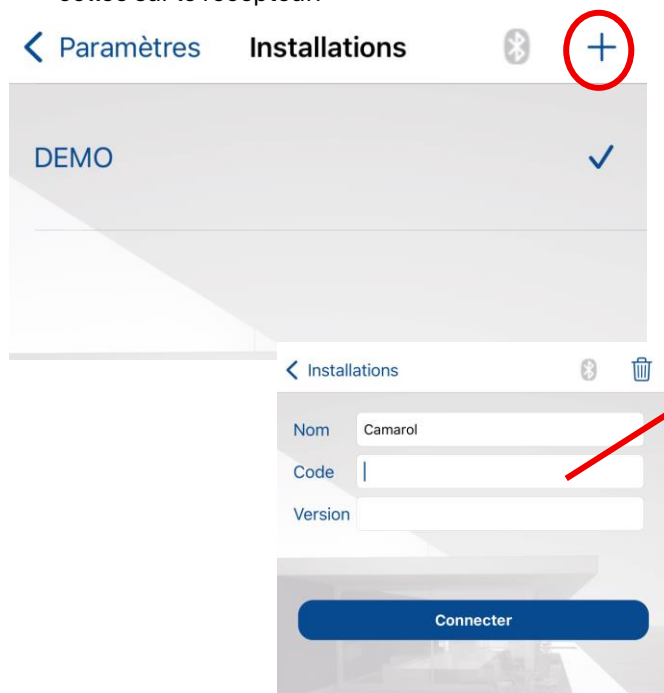 Paramètres Installations
DEMO
Installations
Nom Camarol
Code
Version
Connecter